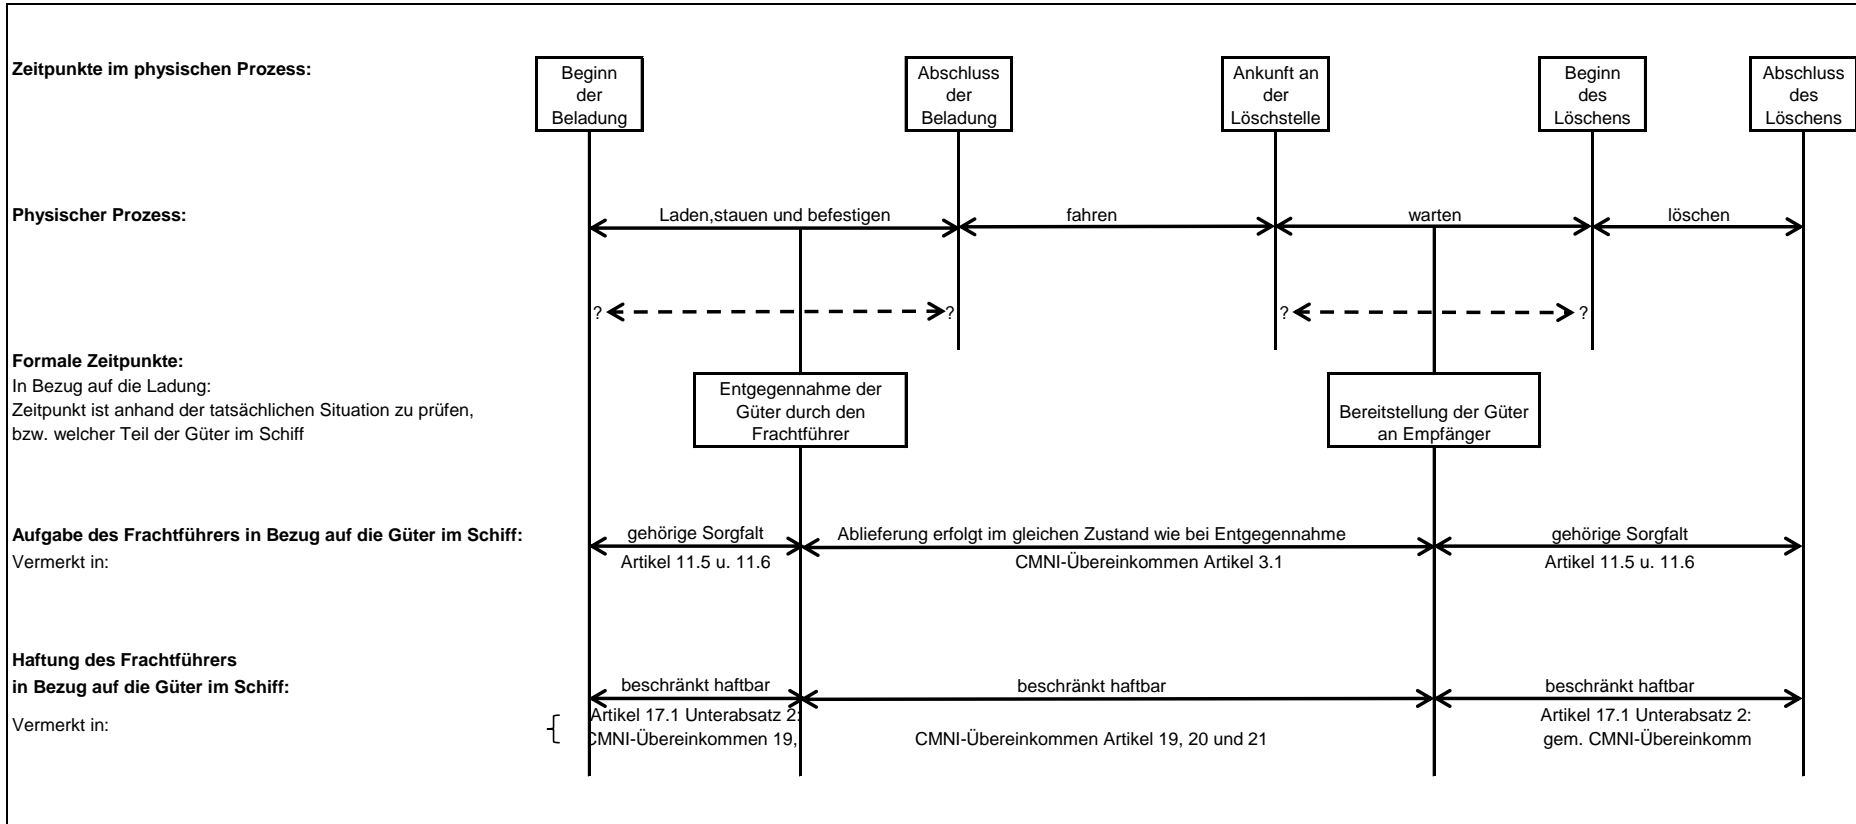 Zeitpunkte im physischen Prozess:
Beginn
der
Beladung
Abschluss
der
Beladung
Ankunft an
der
Löschstelle
Beginn
des
Löschens
Abschluss
des
Löschens
Physischer Prozess:
Laden,stauen und befestigen
fahren
warten
löschen
?
?
?
?
Formale Zeitpunkte:
In Bezug auf die Ladung:
Zeitpunkt ist anhand der tatsächlichen Situation zu prüfen,
bzw. welcher Teil der Güter im Schiff
Entgegennahme der
Güter durch den
Frachtführer
Bereitstellung der Güter
an Empfänger
Aufgabe des Frachtführers in Bezug auf die Güter im Schiff:
gehörige Sorgfalt
Ablieferung erfolgt im gleichen Zustand wie bei Entgegennahme
gehörige Sorgfalt
Vermerkt in:
Artikel 11.5 u. 11.6
CMNI-Übereinkommen Artikel 3.1
Artikel 11.5 u. 11.6
Haftung des Frachtführers
in Bezug auf die Güter im Schiff:
beschränkt haftbar
beschränkt haftbar
beschränkt haftbar
Vermerkt in:
Artikel 17.1 Unterabsatz 2:
CMNI-Übereinkommen 19,
CMNI-Übereinkommen Artikel 19, 20 und 21
Artikel 17.1 Unterabsatz 2:
gem. CMNI-Übereinkomm